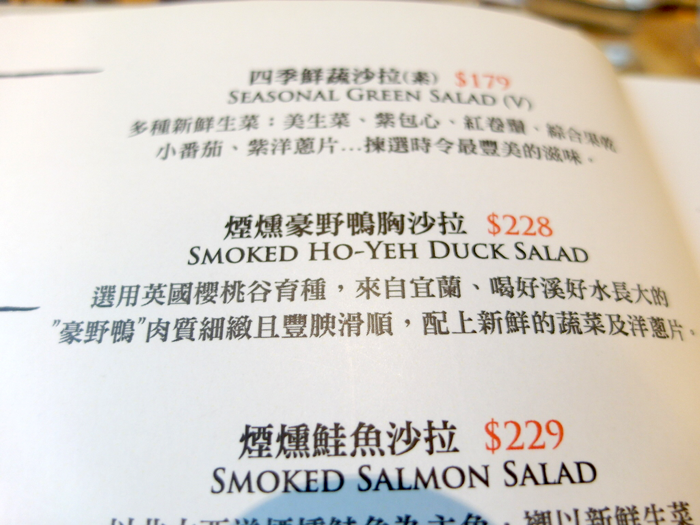 四季鮮蔬沙拉(素) $179
SEASONAL GREEN SALAD (V)
多種新鮮生菜：美生菜、紫包心、紅卷鬚、綜合果乾
小番茄、紫洋蔥片…揀選時令最豐美的滋味。
煙燻豪野鴨胸沙拉 $228
SMOKED HO-YEH DUCK SALAD
選用英國櫻桃谷育種，來自宜蘭、喝好溪好水長大的
"豪野鴨"肉質細緻且豐腴滑順，配上新鮮的蔬菜及洋蔥片。
煙燻鮭魚沙拉 $229
SMOKED SALMON SALAD